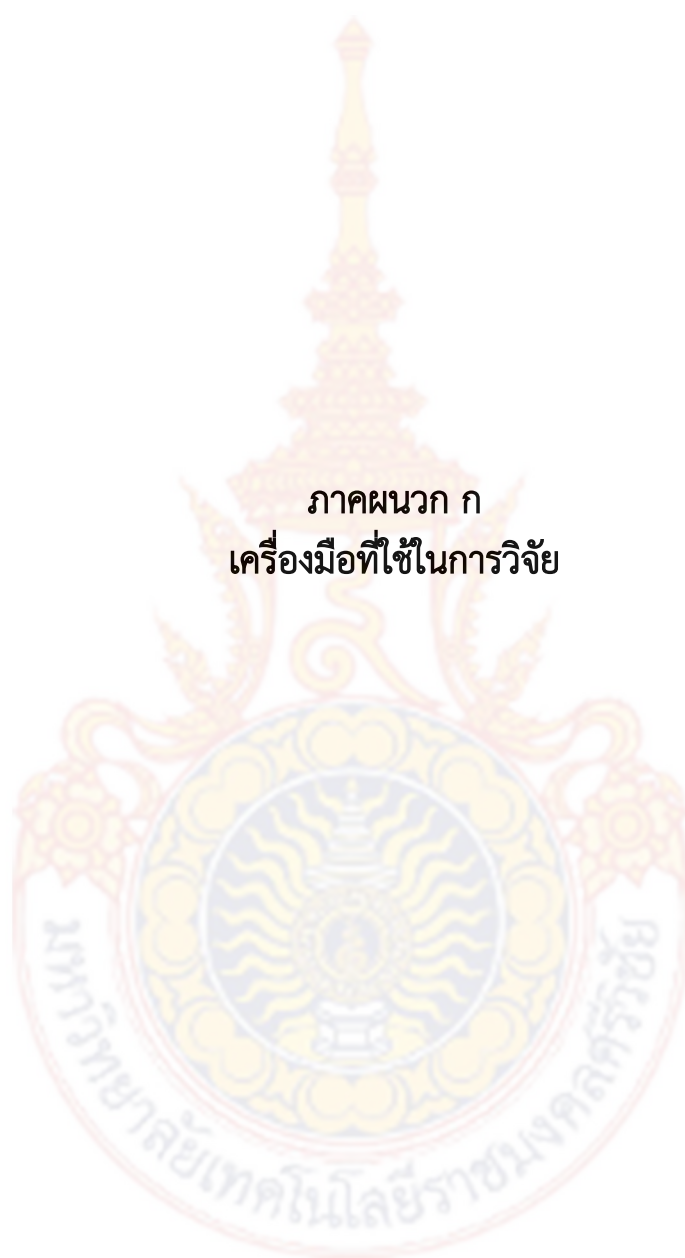 ภาคผนวก ก
เครื่องมือที่ใช้ในการวิจัย
มหาวิทยาลัยเทคโนโลยีราชมงคลศรีวิชัย